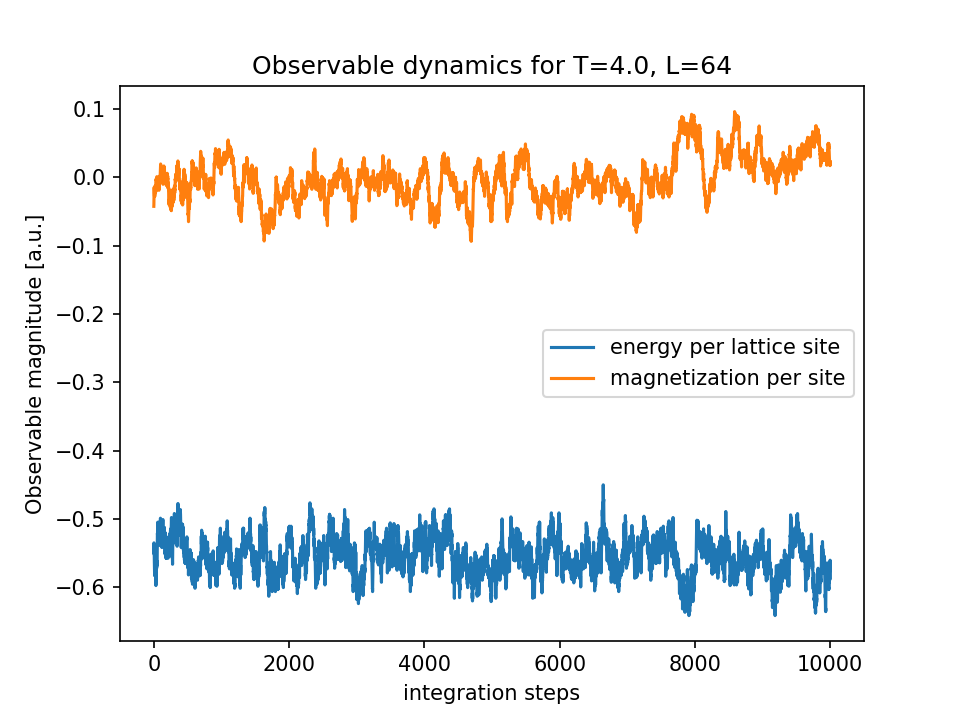 Observable dynamics for T=4.0, L=64
Observable magnitude [a.u.]
0.1
0.0
−0.1
−0.2
−0.3
−0.4
−0.5
−0.6
energy per lattice site
magnetization per site
0 2000 4000 6000 8000 10000
integration steps